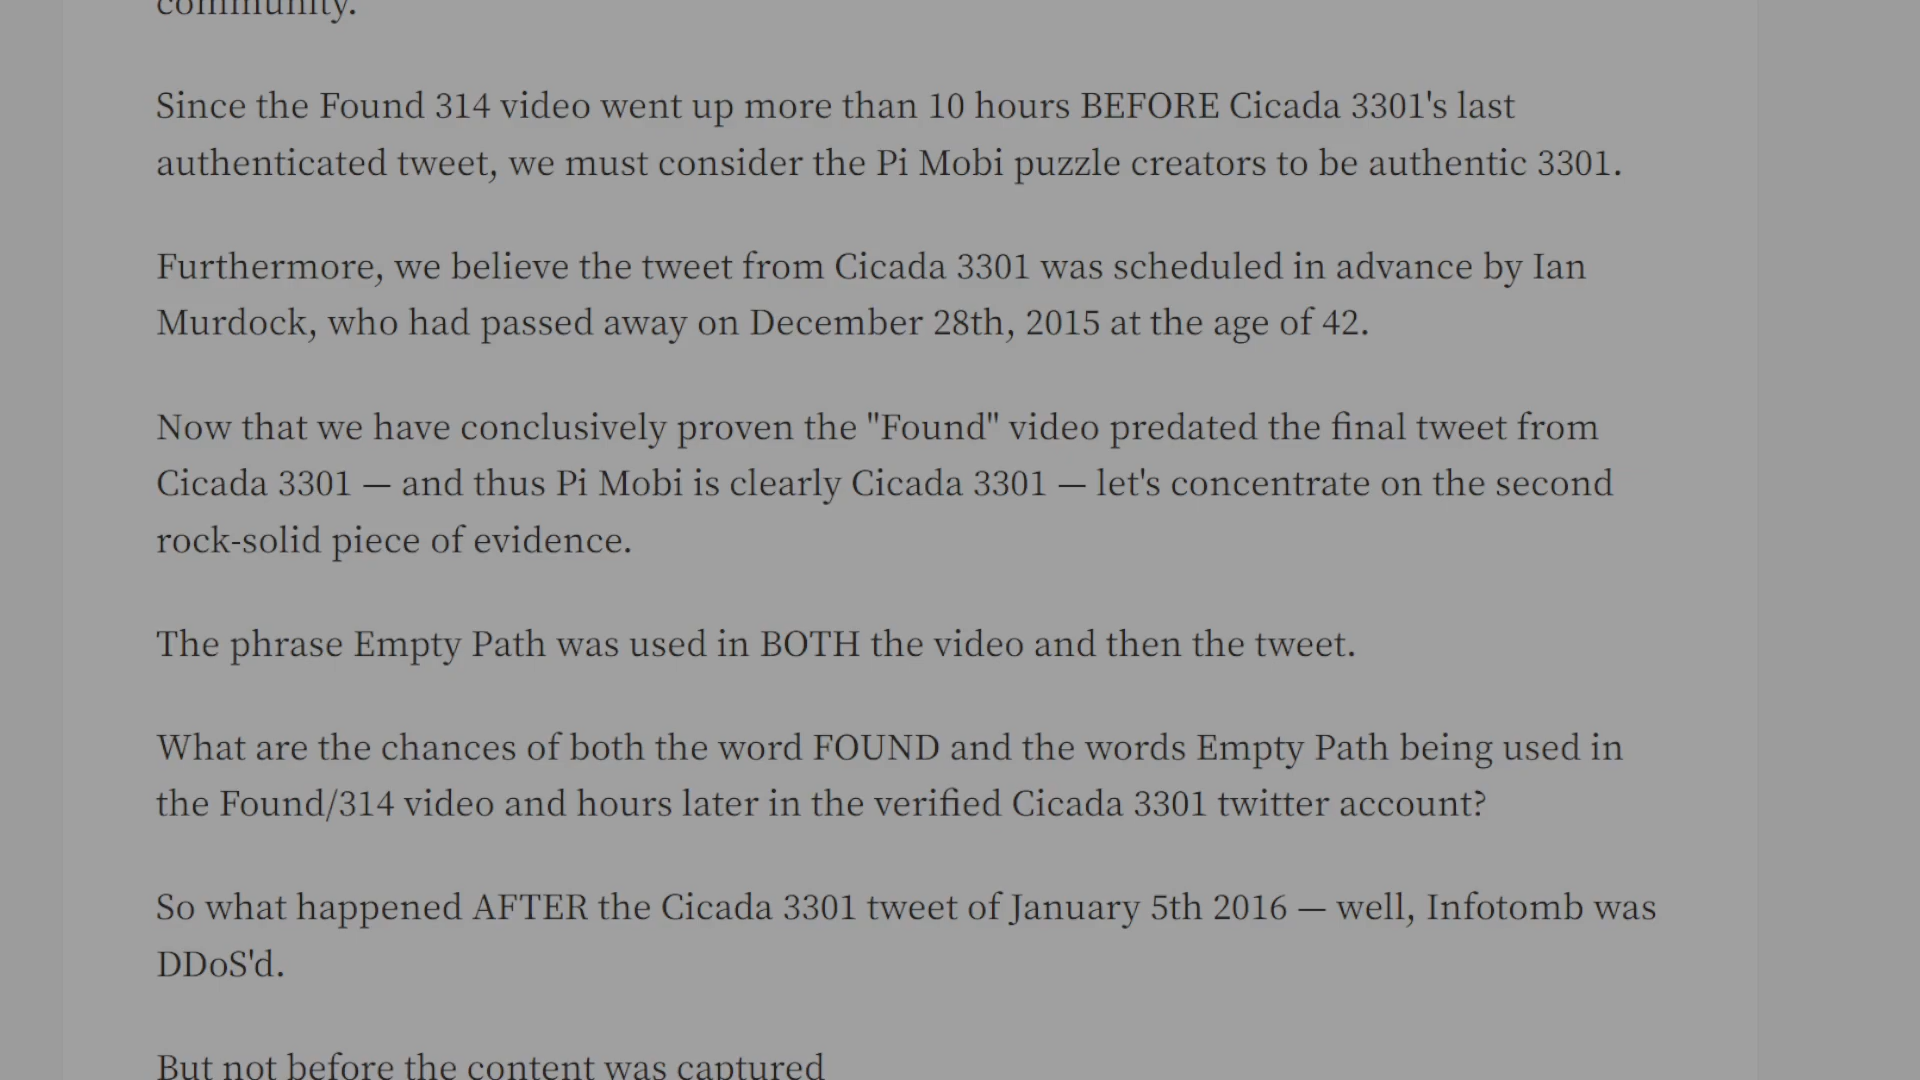 community.
Since the Found 314 video went up more than 10 hours BEFORE Cicada 3301's last
authenticated tweet, we must consider the Pi Mobi puzzle creators to be authentic 3301.
Furthermore, we believe the tweet from Cicada 3301 was scheduled in advance by Ian
Murdock, who had passed away on December 28th, 2015 at the age of 42.
Now that we have conclusively proven the "Found" video predated the final tweet from
Cicada 3301 — and thus Pi Mobi is clearly Cicada 3301 — let's concentrate on the second
rock-solid piece of evidence.
The phrase Empty Path was used in BOTH the video and then the tweet.
What are the chances of both the word FOUND and the words Empty Path being used in
the Found/314 video and hours later in the verified Cicada 3301 twitter account?
So what happened AFTER the Cicada 3301 tweet of January 5th 2016 — well, Infotomb was
DDoS'd.
But not before the content was captured